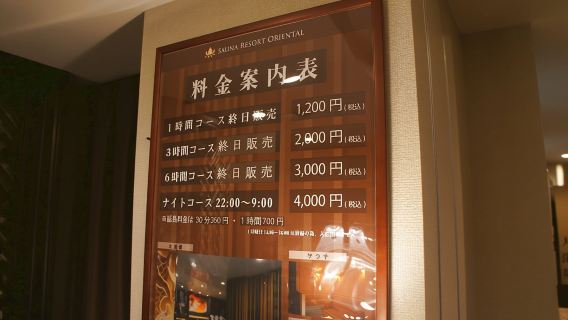 SAUNA RESORT ORIENTAL
料金案内表
1時間コース終日販売 1,200円(税込)
3時間コース終日販売 2,000円(税込)
6時間コース終日販売 3,000円(税込)
ナイトコース 22:00〜9:00 4,000円(税込)
※延長料金は 30分360円・1時間700円
サウナ